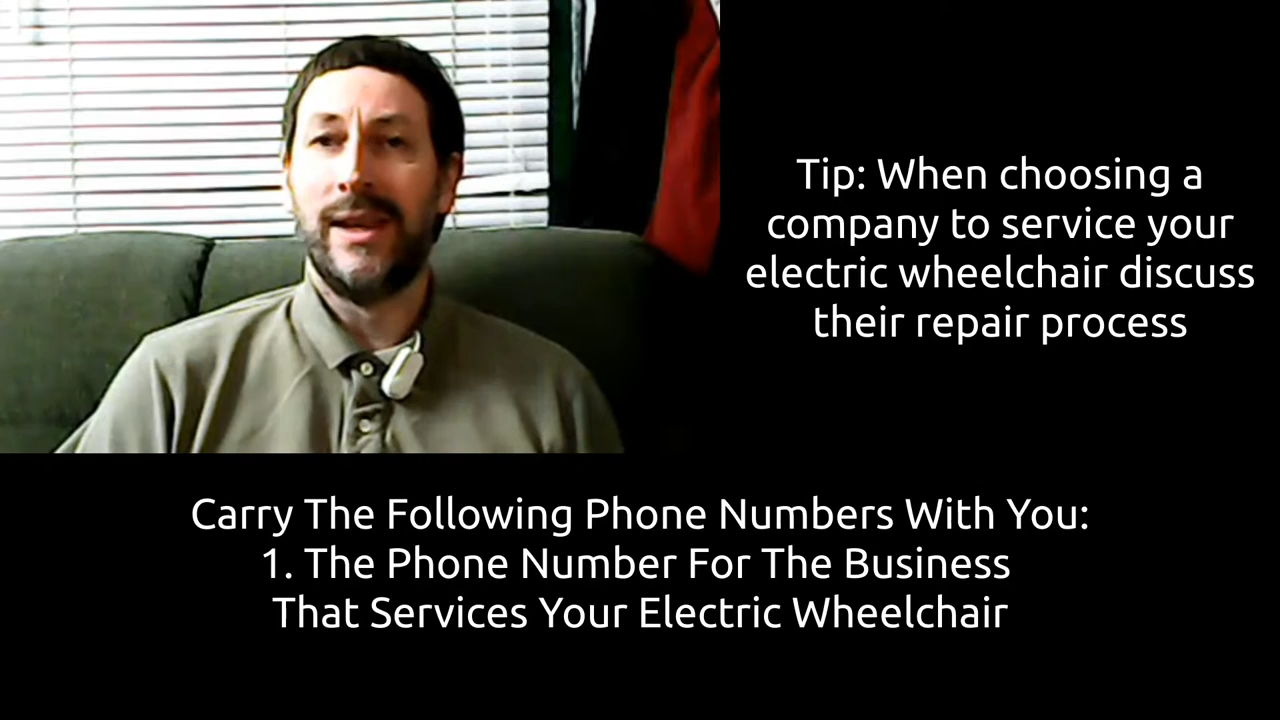 Tip: When choosing a
company to service your
electric wheelchair discuss
their repair process
Carry The Following Phone Numbers With You:
1. The Phone Number For The Business
That Services Your Electric Wheelchair